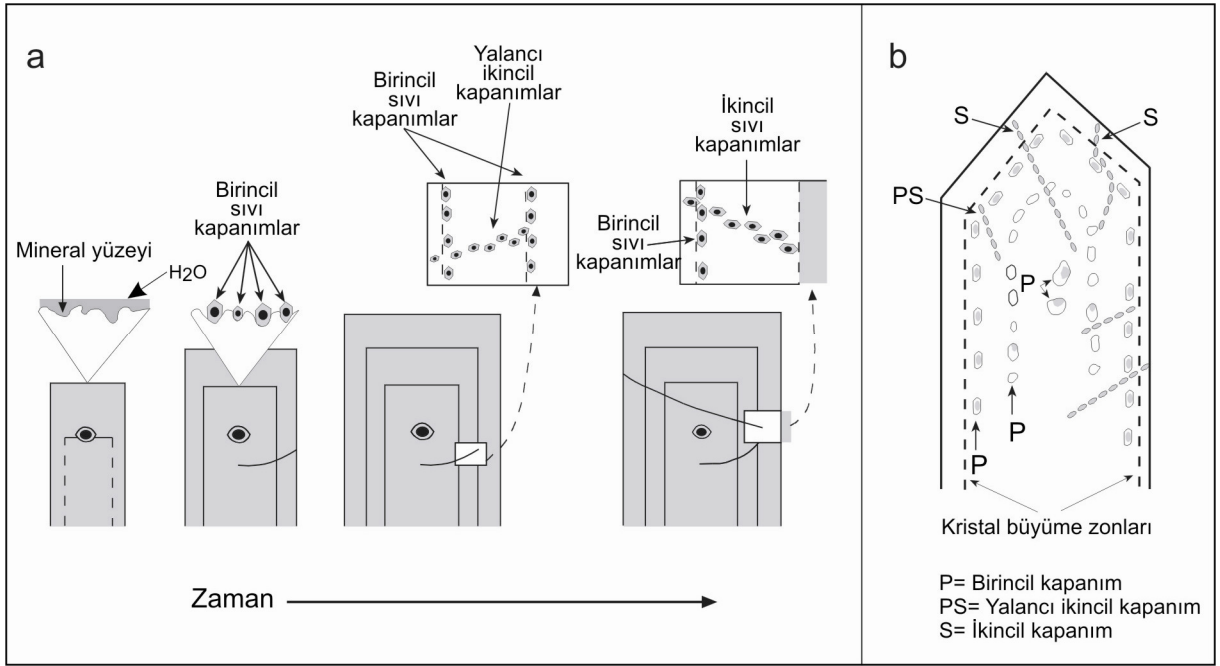 a
Mineral yüzeyi
H2O
Birincil
sıvı
kapanımlar
Birincil
sıvı
kapanımlar
Yalancı
ikincil
kapanımlar
İkincil
sıvı
kapanımlar
Birincil
sıvı
kapanımlar
Zaman
b
S
S
PS
P
P
P
Kristal büyüme zonları
P= Birincil kapanım
PS= Yalancı ikincil kapanım
S= İkincil kapanım